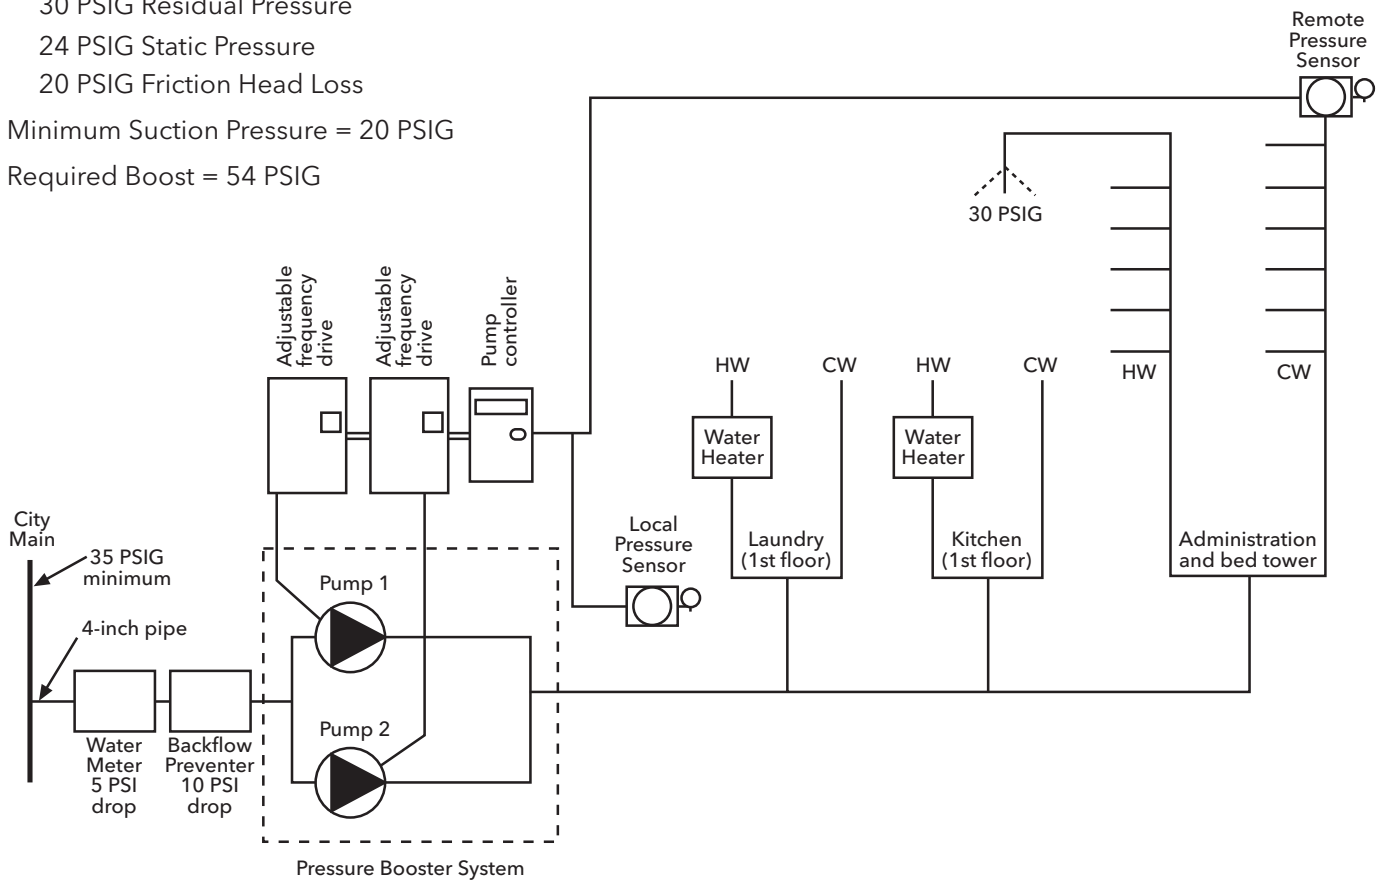 30 PSIG Residual Pressure
24 PSIG Static Pressure
20 PSIG Friction Head Loss
Minimum Suction Pressure = 20 PSIG
Required Boost = 54 PSIG
Remote
Pressure
Sensor
30 PSIG
Adjustable
frequency
drive
Adjustable
frequency
drive
Pump
controller
HW
CW
HW
CW
HW
CW
Water
Heater
Water
Heater
City
Main
35 PSIG
minimum
4-inch pipe
Local
Pressure
Sensor
Laundry
(1st floor)
Kitchen
(1st floor)
Administration
and bed tower
Pump 1
Pump 2
Water
Meter
5 PSI
drop
Backflow
Preventer
10 PSI
drop
Pressure Booster System